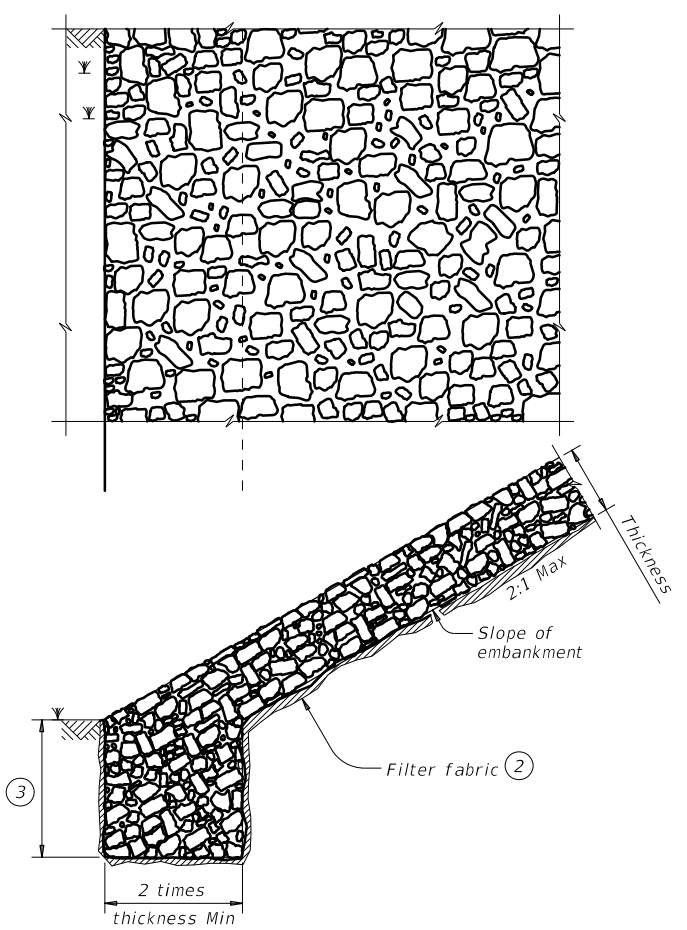 Thickness
2:1 Max
Slope of
embankment
Filter fabric 2
3
2 times
thickness Min